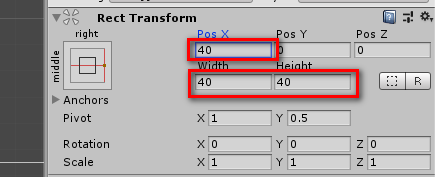 Rect Transform
right
middle
Pos X Pos Y Pos Z
40 0 0
Width Height
40 40 R
Anchors
Pivot X 1 Y 0.5
Rotation X 0 Y 0 Z 0
Scale X 1 Y 1 Z 1